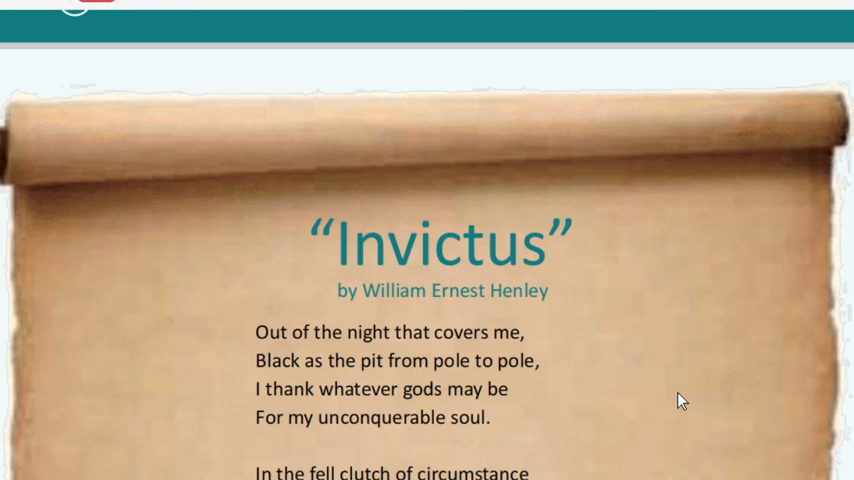 “Invictus”
by William Ernest Henley
Out of the night that covers me,
Black as the pit from pole to pole,
I thank whatever gods may be
For my unconquerable soul.
In the fell clutch of circumstance